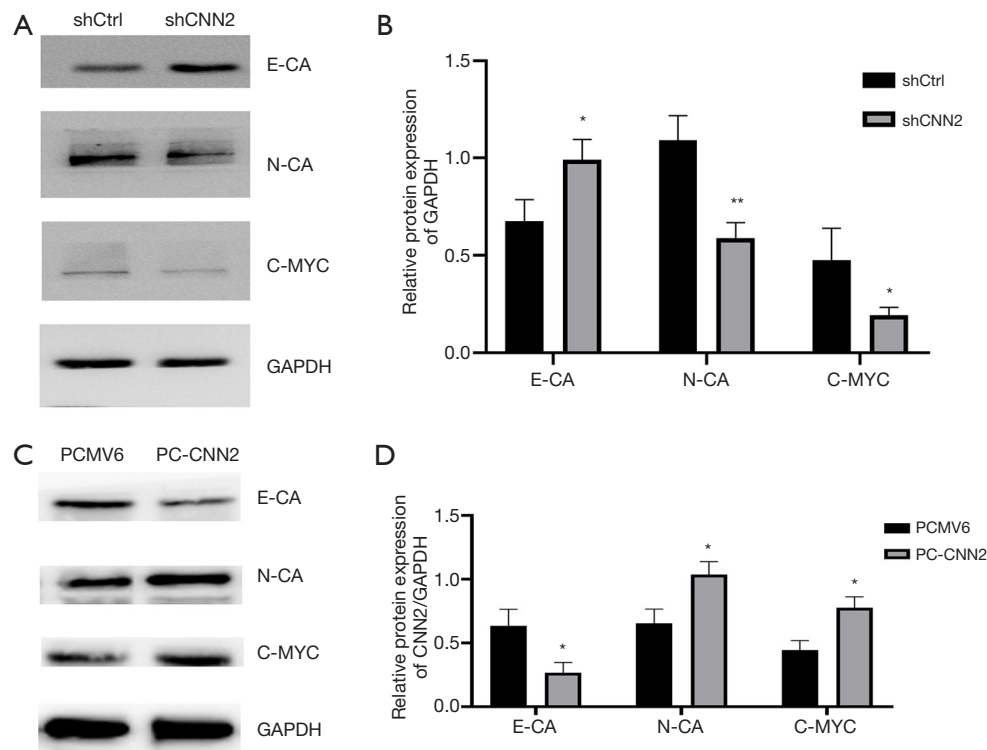 A
shCtrl shCNN2
E-CA
N-CA
C-MYC
GAPDH
B
Relative protein expression
of GAPDH
1.5
1.0
0.5
0.0
* ** *
E-CA N-CA C-MYC
shCtrl
shCNN2
C
PCMV6 PC-CNN2
E-CA
N-CA
C-MYC
GAPDH
D
Relative protein expression
of CNN2/GAPDH
1.5
1.0
0.5
0.0
* * *
E-CA N-CA C-MYC
PCMV6
PC-CNN2